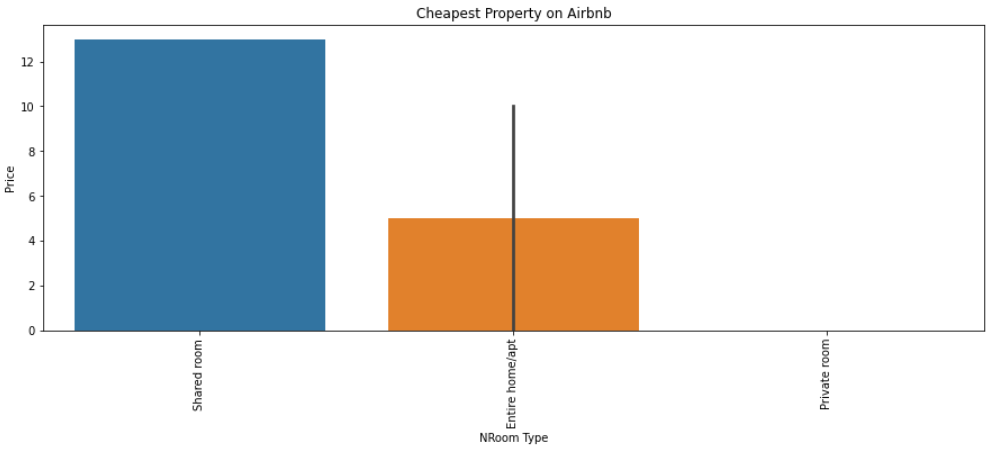 Cheapest Property on Airbnb
12
10
8
6
4
2
0
Price
Shared room
Entire home/apt
Private room
NRoom Type